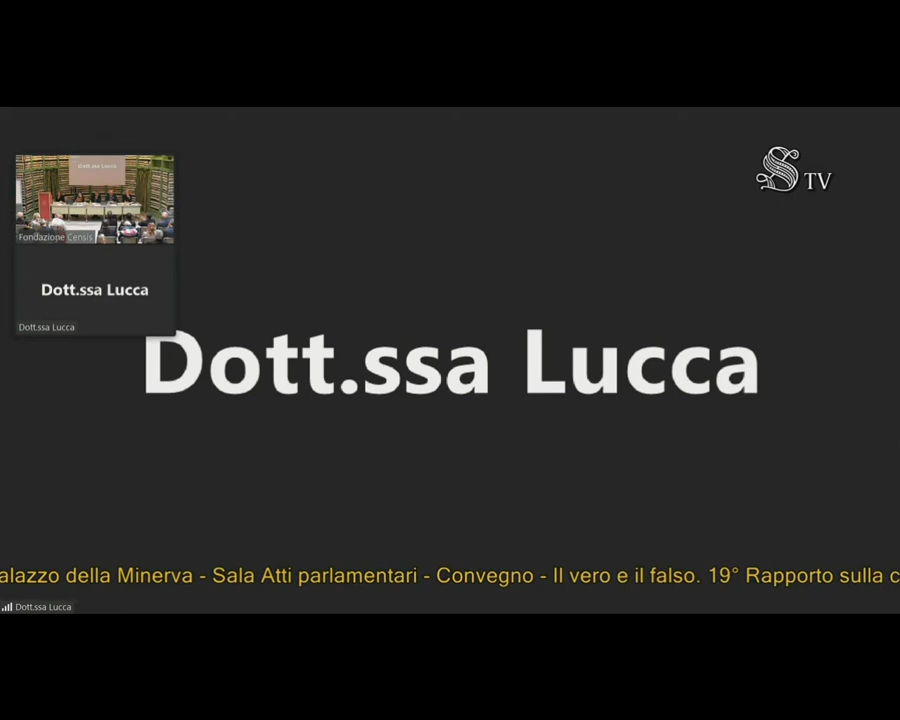 S TV
Dott.ssa Lucca
Fondazione Censis
Dott.ssa Lucca
Dott.ssa Lucca
Dott.ssa Lucca
alazzo della Minerva - Sala Atti parlamentari - Convegno - Il vero e il falso. 19° Rapporto sulla c
Dott.ssa Lucca